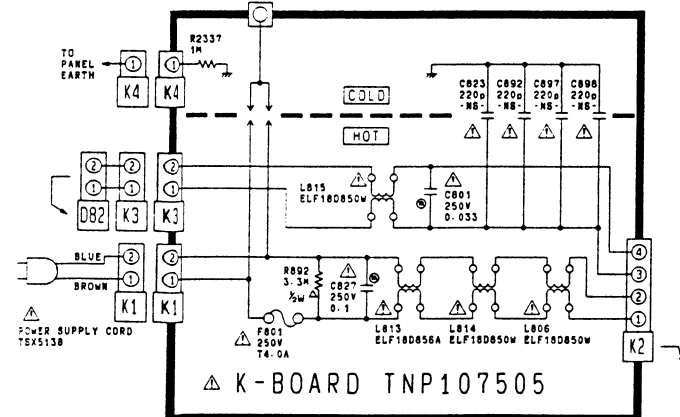 R2337
1M
TO
PANEL
EARTH
1
1
K4
K4
COLD
HOT
C823
220p
-NS-
C892
220p
-NS-
C897
220p
-NS-
C898
220p
-NS-
2
2
2
1
1
1
D82
K3
K3
L815
ELF18D850W
C801
250V
0.033
BLUE
BROWN
2
2
1
1
K1
K1
POWER SUPPLY CORD
TSX5138
R892
3.3M
½W
C827
250V
0.1
F801
250V
T4.0A
L813
ELF18D856A
L814
ELF18D850W
L806
ELF18D850W
4
3
2
1
K2
K-BOARD TNP107505